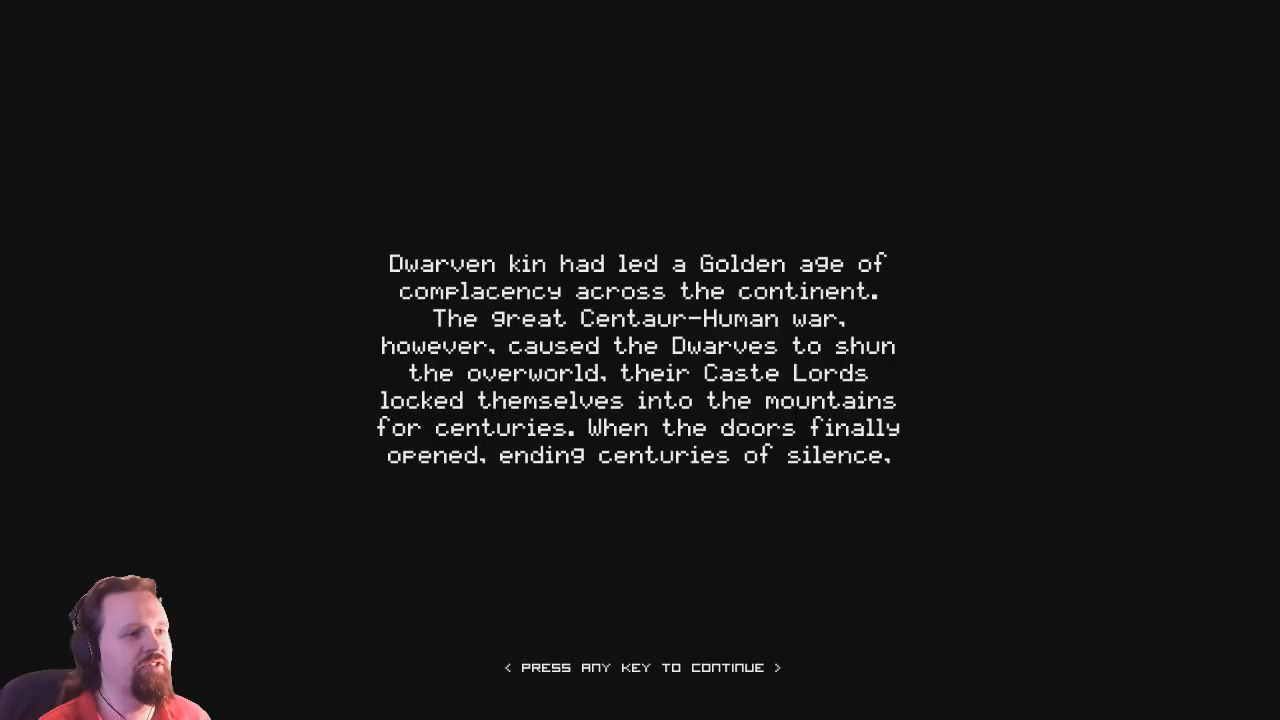 Dwarven kin had led a Golden age of
complacency across the continent.
The great Centaur-Human war,
however, caused the Dwarves to shun
the overworld, their Caste Lords
locked themselves into the mountains
for centuries. When the doors finally
opened, ending centuries of silence,
< PRESS ANY KEY TO CONTINUE >